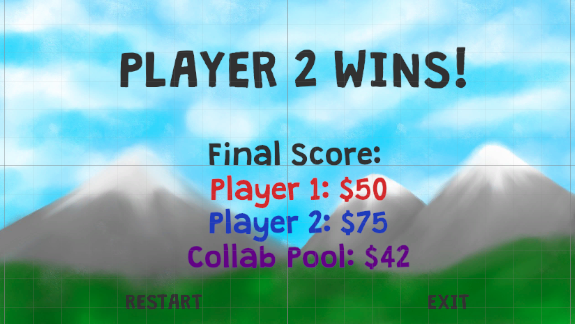 PLAYER 2 WINS!
Final Score:
Player 1: $50
Player 2: $75
Collab Pool: $42
RESTART EXIT